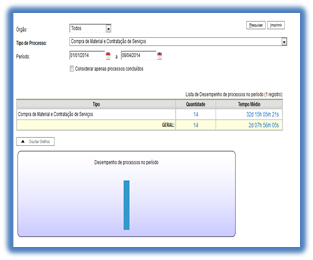 Órgão: Todos Pesquisar Imprimir
Tipo de Processo: Compra de Material e Contratação de Serviços
Período: 01/01/2014 a 09/04/2014
Considerar apenas processos concluídos
Lista de Desempenho de processos no período (1 registro)
Tipo Quantidade Tempo Médio
Compra de Material e Contratação de Serviços 14 32d 10h 05m 21s
GERAL: 14 2d 07h 56m 00s
Ocultar Gráfico
Desempenho de processos no período